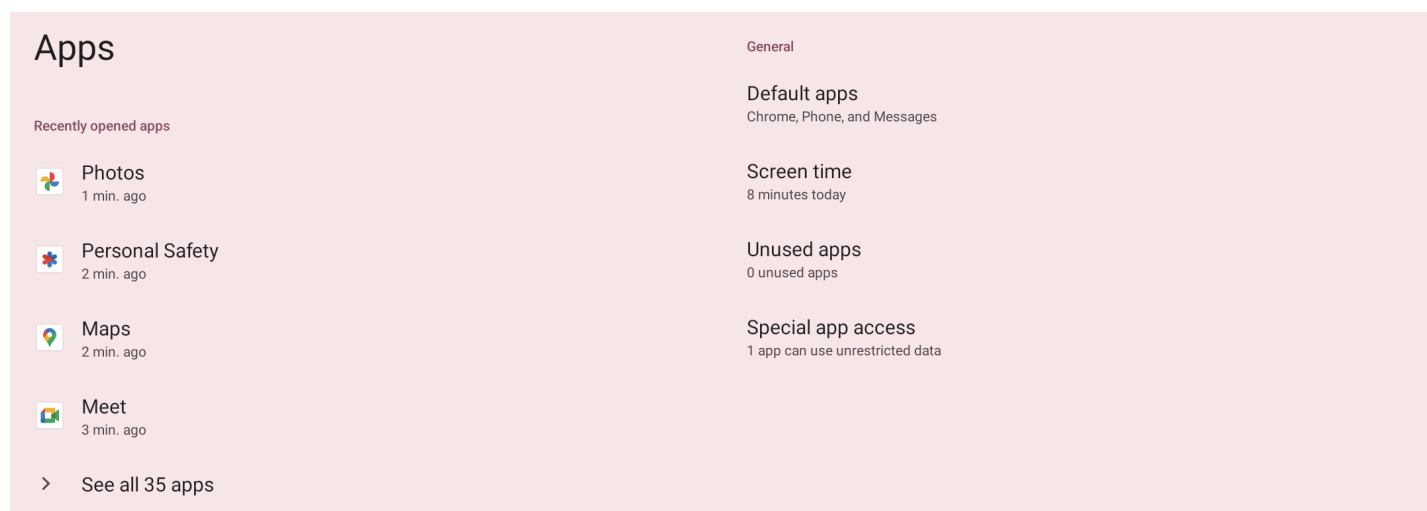 Apps
Recently opened apps
Photos
1 min. ago
Personal Safety
2 min. ago
Maps
2 min. ago
Meet
3 min. ago
See all 35 apps
General
Default apps
Chrome, Phone, and Messages
Screen time
8 minutes today
Unused apps
0 unused apps
Special app access
1 app can use unrestricted data